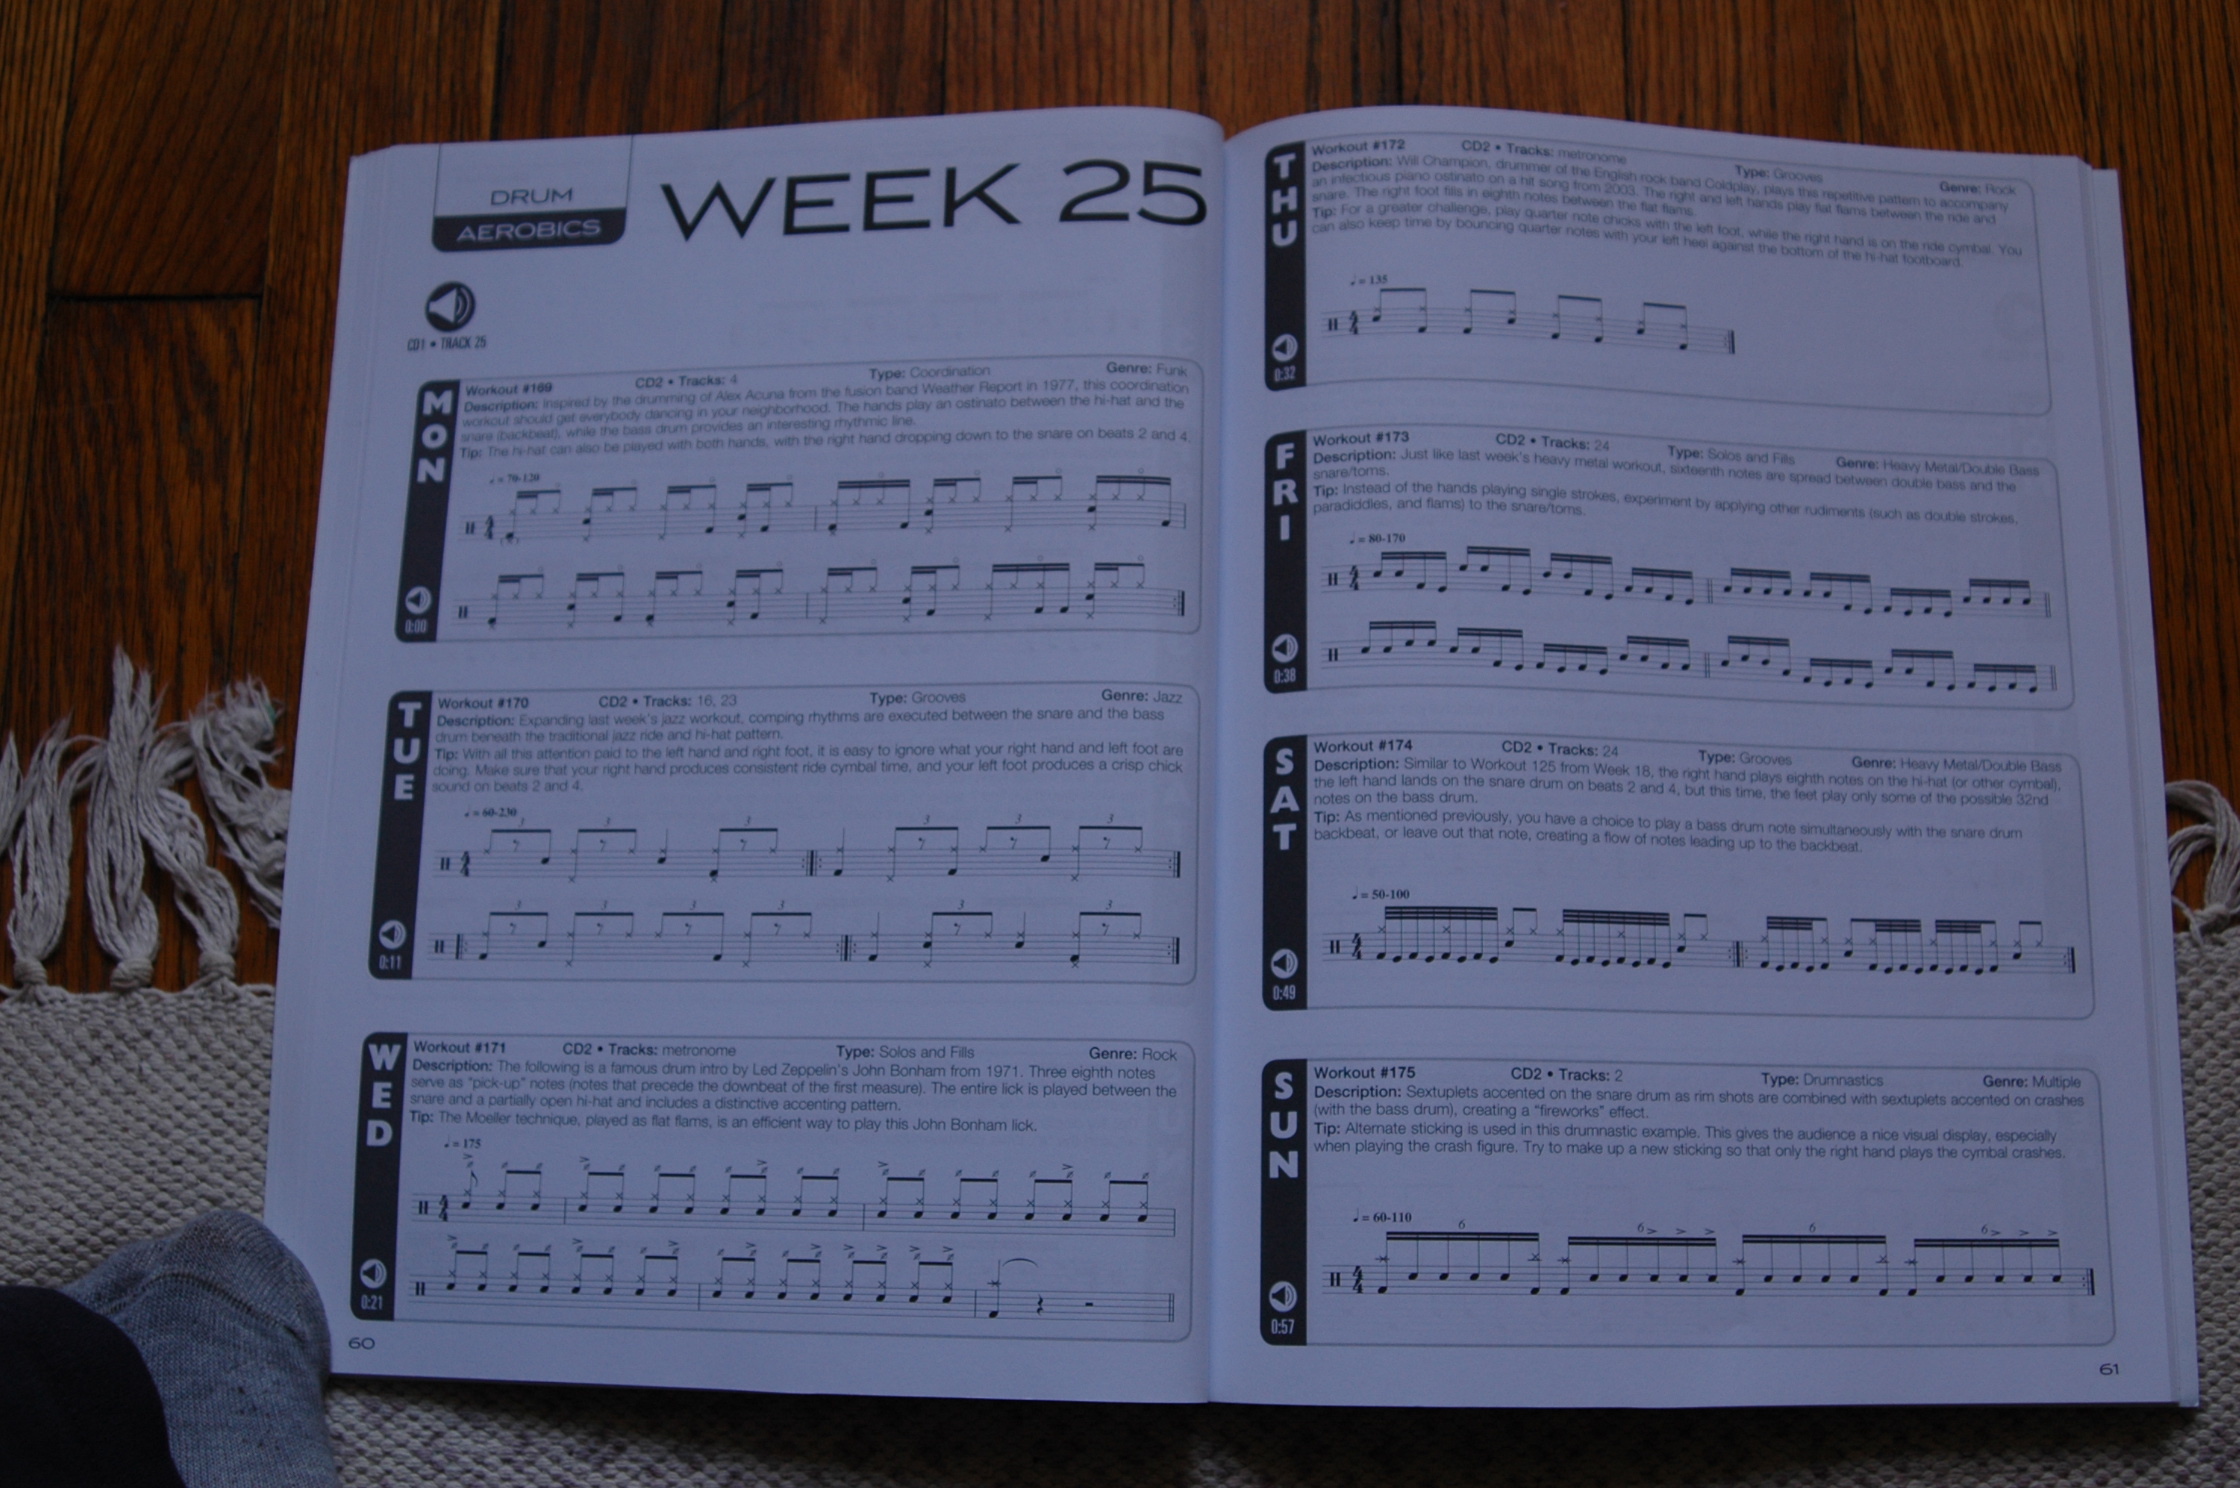 DRUM
AEROBICS
WEEK 25
CD1 • TRACK 25
MON
0:00
Workout #169 CD2 • Tracks: 4 Type: Coordination Genre: Funk
Description: Inspired by the drumming of Alex Acuna from the fusion band Weather Report in 1977, this coordination
workout should get everybody dancing in your neighborhood. The hands play an ostinato between the hi-hat and the
snare (backbeat), while the bass drum provides an interesting rhythmic line.
Tip: The hi-hat can also be played with both hands, with the right hand dropping down to the snare on beats 2 and 4.
♩ = 70-120
TUE
0:11
Workout #170 CD2 • Tracks: 16, 23 Type: Grooves Genre: Jazz
Description: Expanding last week's jazz workout, comping rhythms are executed between the snare and the bass
drum beneath the traditional jazz ride and hi-hat pattern.
Tip: With all this attention paid to the left hand and right foot, it is easy to ignore what your right hand and left foot are
doing. Make sure that your right hand produces consistent ride cymbal time, and your left foot produces a crisp chick
sound on beats 2 and 4.
♩ = 60-230
3 3 3 3 3 3
3 3 3 3 3 3
WED
0:21
Workout #171 CD2 • Tracks: metronome Type: Solos and Fills Genre: Rock
Description: The following is a famous drum intro by Led Zeppelin's John Bonham from 1971. Three eighth notes
serve as "pick-up" notes (notes that precede the downbeat of the first measure). The entire lick is played between the
snare and a partially open hi-hat and includes a distinctive accenting pattern.
Tip: The Moeller technique, played as flat flams, is an efficient way to play this John Bonham lick.
♩ = 175
60
THU
0:32
Workout #172 CD2 • Tracks: metronome Type: Grooves Genre: Rock
Description: Will Champion, drummer of the English rock band Coldplay, plays this repetitive pattern to accompany
an infectious piano ostinato on a hit song from 2003. The right and left hands play flat flams between the ride and
snare. The right foot fills in eighth notes between the flat flams.
Tip: For a greater challenge, play quarter note chicks with the left foot, while the right hand is on the ride cymbal. You
can also keep time by bouncing quarter notes with your left heel against the bottom of the hi-hat footboard.
♩ = 135
FRI
0:38
Workout #173 CD2 • Tracks: 24 Type: Solos and Fills Genre: Heavy Metal/Double Bass
Description: Just like last week's heavy metal workout, sixteenth notes are spread between double bass and the
snare/toms.
Tip: Instead of the hands playing single strokes, experiment by applying other rudiments (such as double strokes,
paradiddles, and flams) to the snare/toms.
♩ = 80-170
SAT
0:49
Workout #174 CD2 • Tracks: 24 Type: Grooves Genre: Heavy Metal/Double Bass
Description: Similar to Workout 125 from Week 18, the right hand plays eighth notes on the hi-hat (or other cymbal),
the left hand lands on the snare drum on beats 2 and 4, but this time, the feet play only some of the possible 32nd
notes on the bass drum.
Tip: As mentioned previously, you have a choice to play a bass drum note simultaneously with the snare drum
backbeat, or leave out that note, creating a flow of notes leading up to the backbeat.
♩ = 50-100
SUN
0:57
Workout #175 CD2 • Tracks: 2 Type: Drumnastics Genre: Multiple
Description: Sextuplets accented on the snare drum as rim shots are combined with sextuplets accented on crashes
(with the bass drum), creating a "fireworks" effect.
Tip: Alternate sticking is used in this drumnastic example. This gives the audience a nice visual display, especially
when playing the crash figure. Try to make up a new sticking so that only the right hand plays the cymbal crashes.
♩ = 60-110
6 6 6 6
61